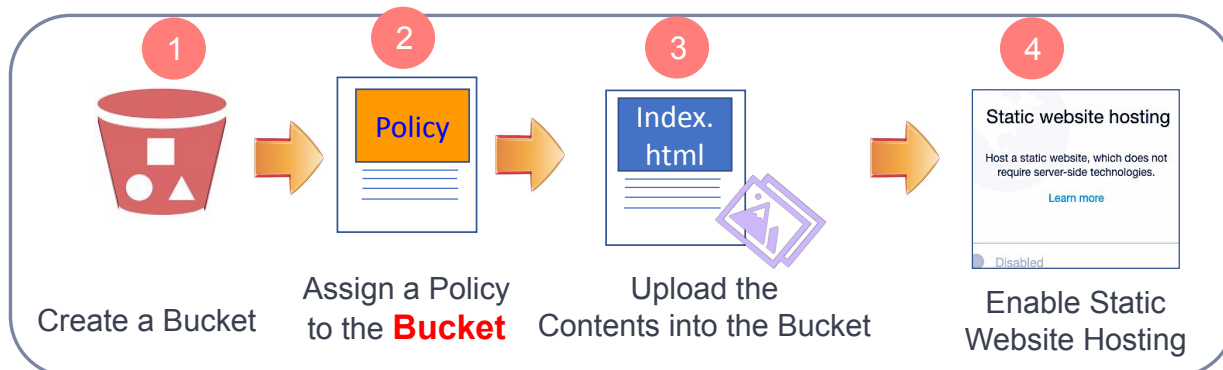 1
2
3
4
Policy
Index.
html
Static website hosting
Host a static website, which does not
require server-side technologies.
Learn more
Disabled
Create a Bucket
Assign a Policy
to the Bucket
Upload the
Contents into the Bucket
Enable Static
Website Hosting